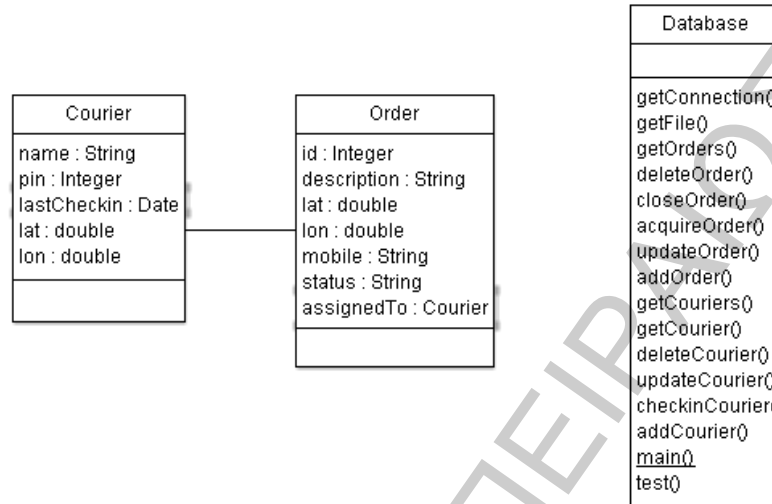 Courier
name : String
pin : Integer
lastCheckin : Date
lat : double
lon : double
Order
id : Integer
description : String
lat : double
lon : double
mobile : String
status : String
assignedTo : Courier
Database
getConnection()
getFile()
getOrders()
deleteOrder()
closeOrder()
acquireOrder()
updateOrder()
addOrder()
getCouriers()
getCourier()
deleteCourier()
updateCourier()
checkinCourier(
addCourier()
main()
test()
ΠΕΙΡΑΙΩΣ